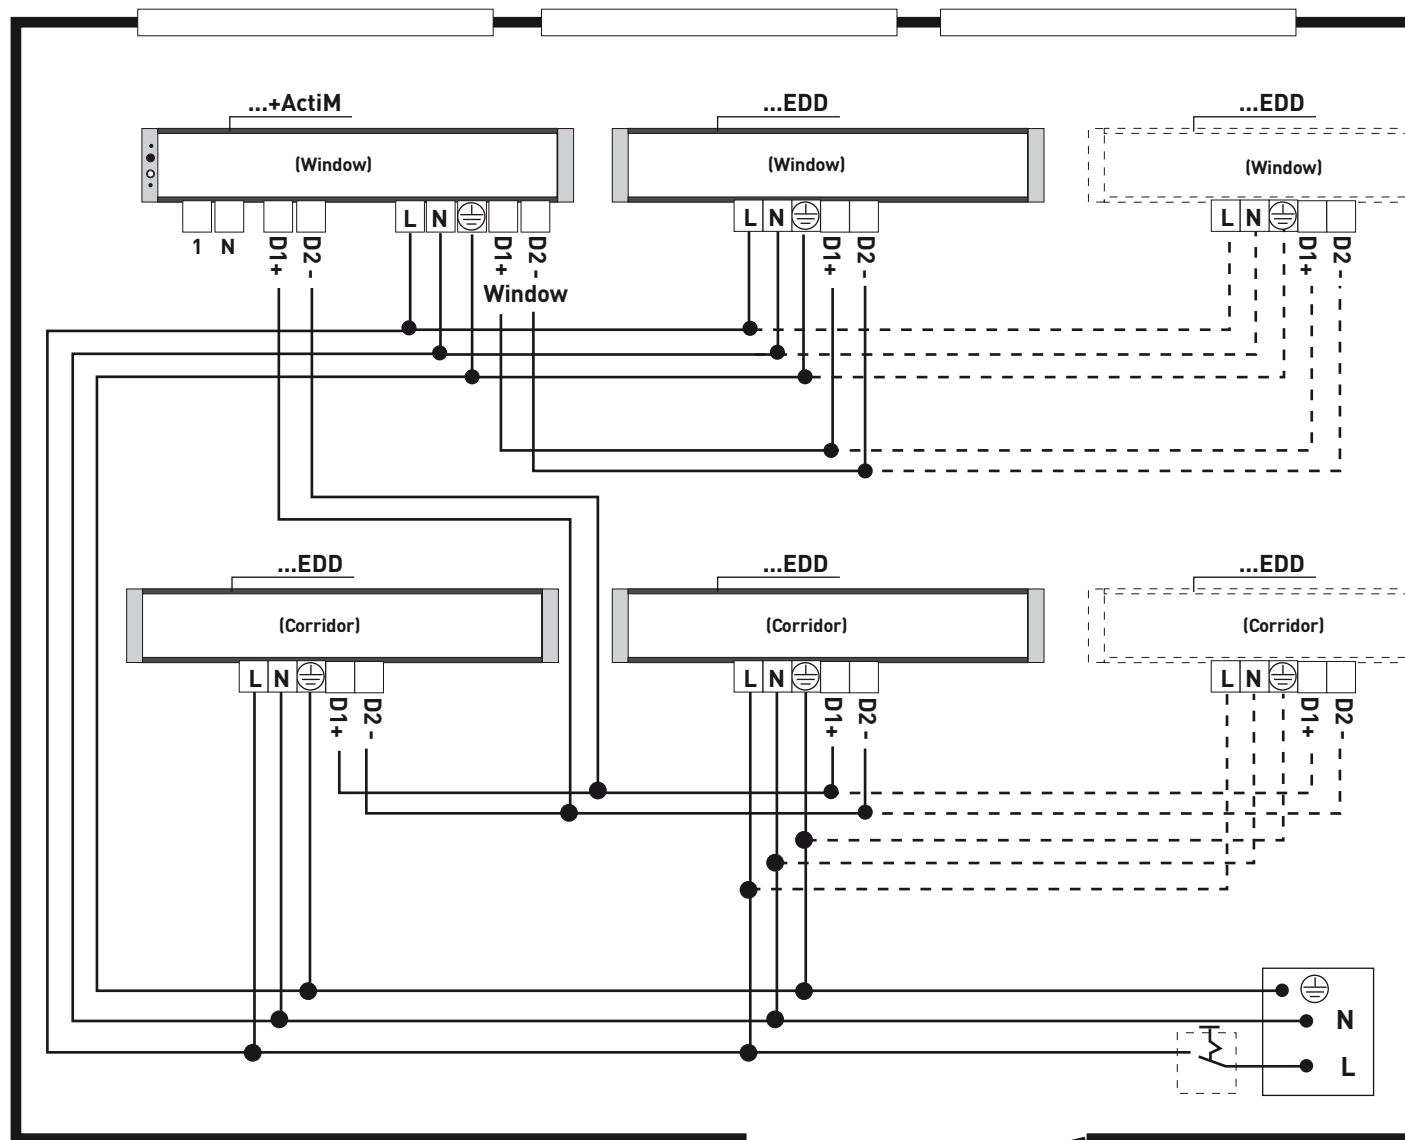 ...+ActiM ...EDD ...EDD
(Window) (Window) (Window)
L N L N L N
1 N D1+ D2 - D1+ D2 - D1+ D2 - D1+ D2 -
Window
...EDD ...EDD ...EDD
(Corridor) (Corridor) (Corridor)
L N L N L N
D1+ D2 - D1+ D2 - D1+ D2 -
N
L